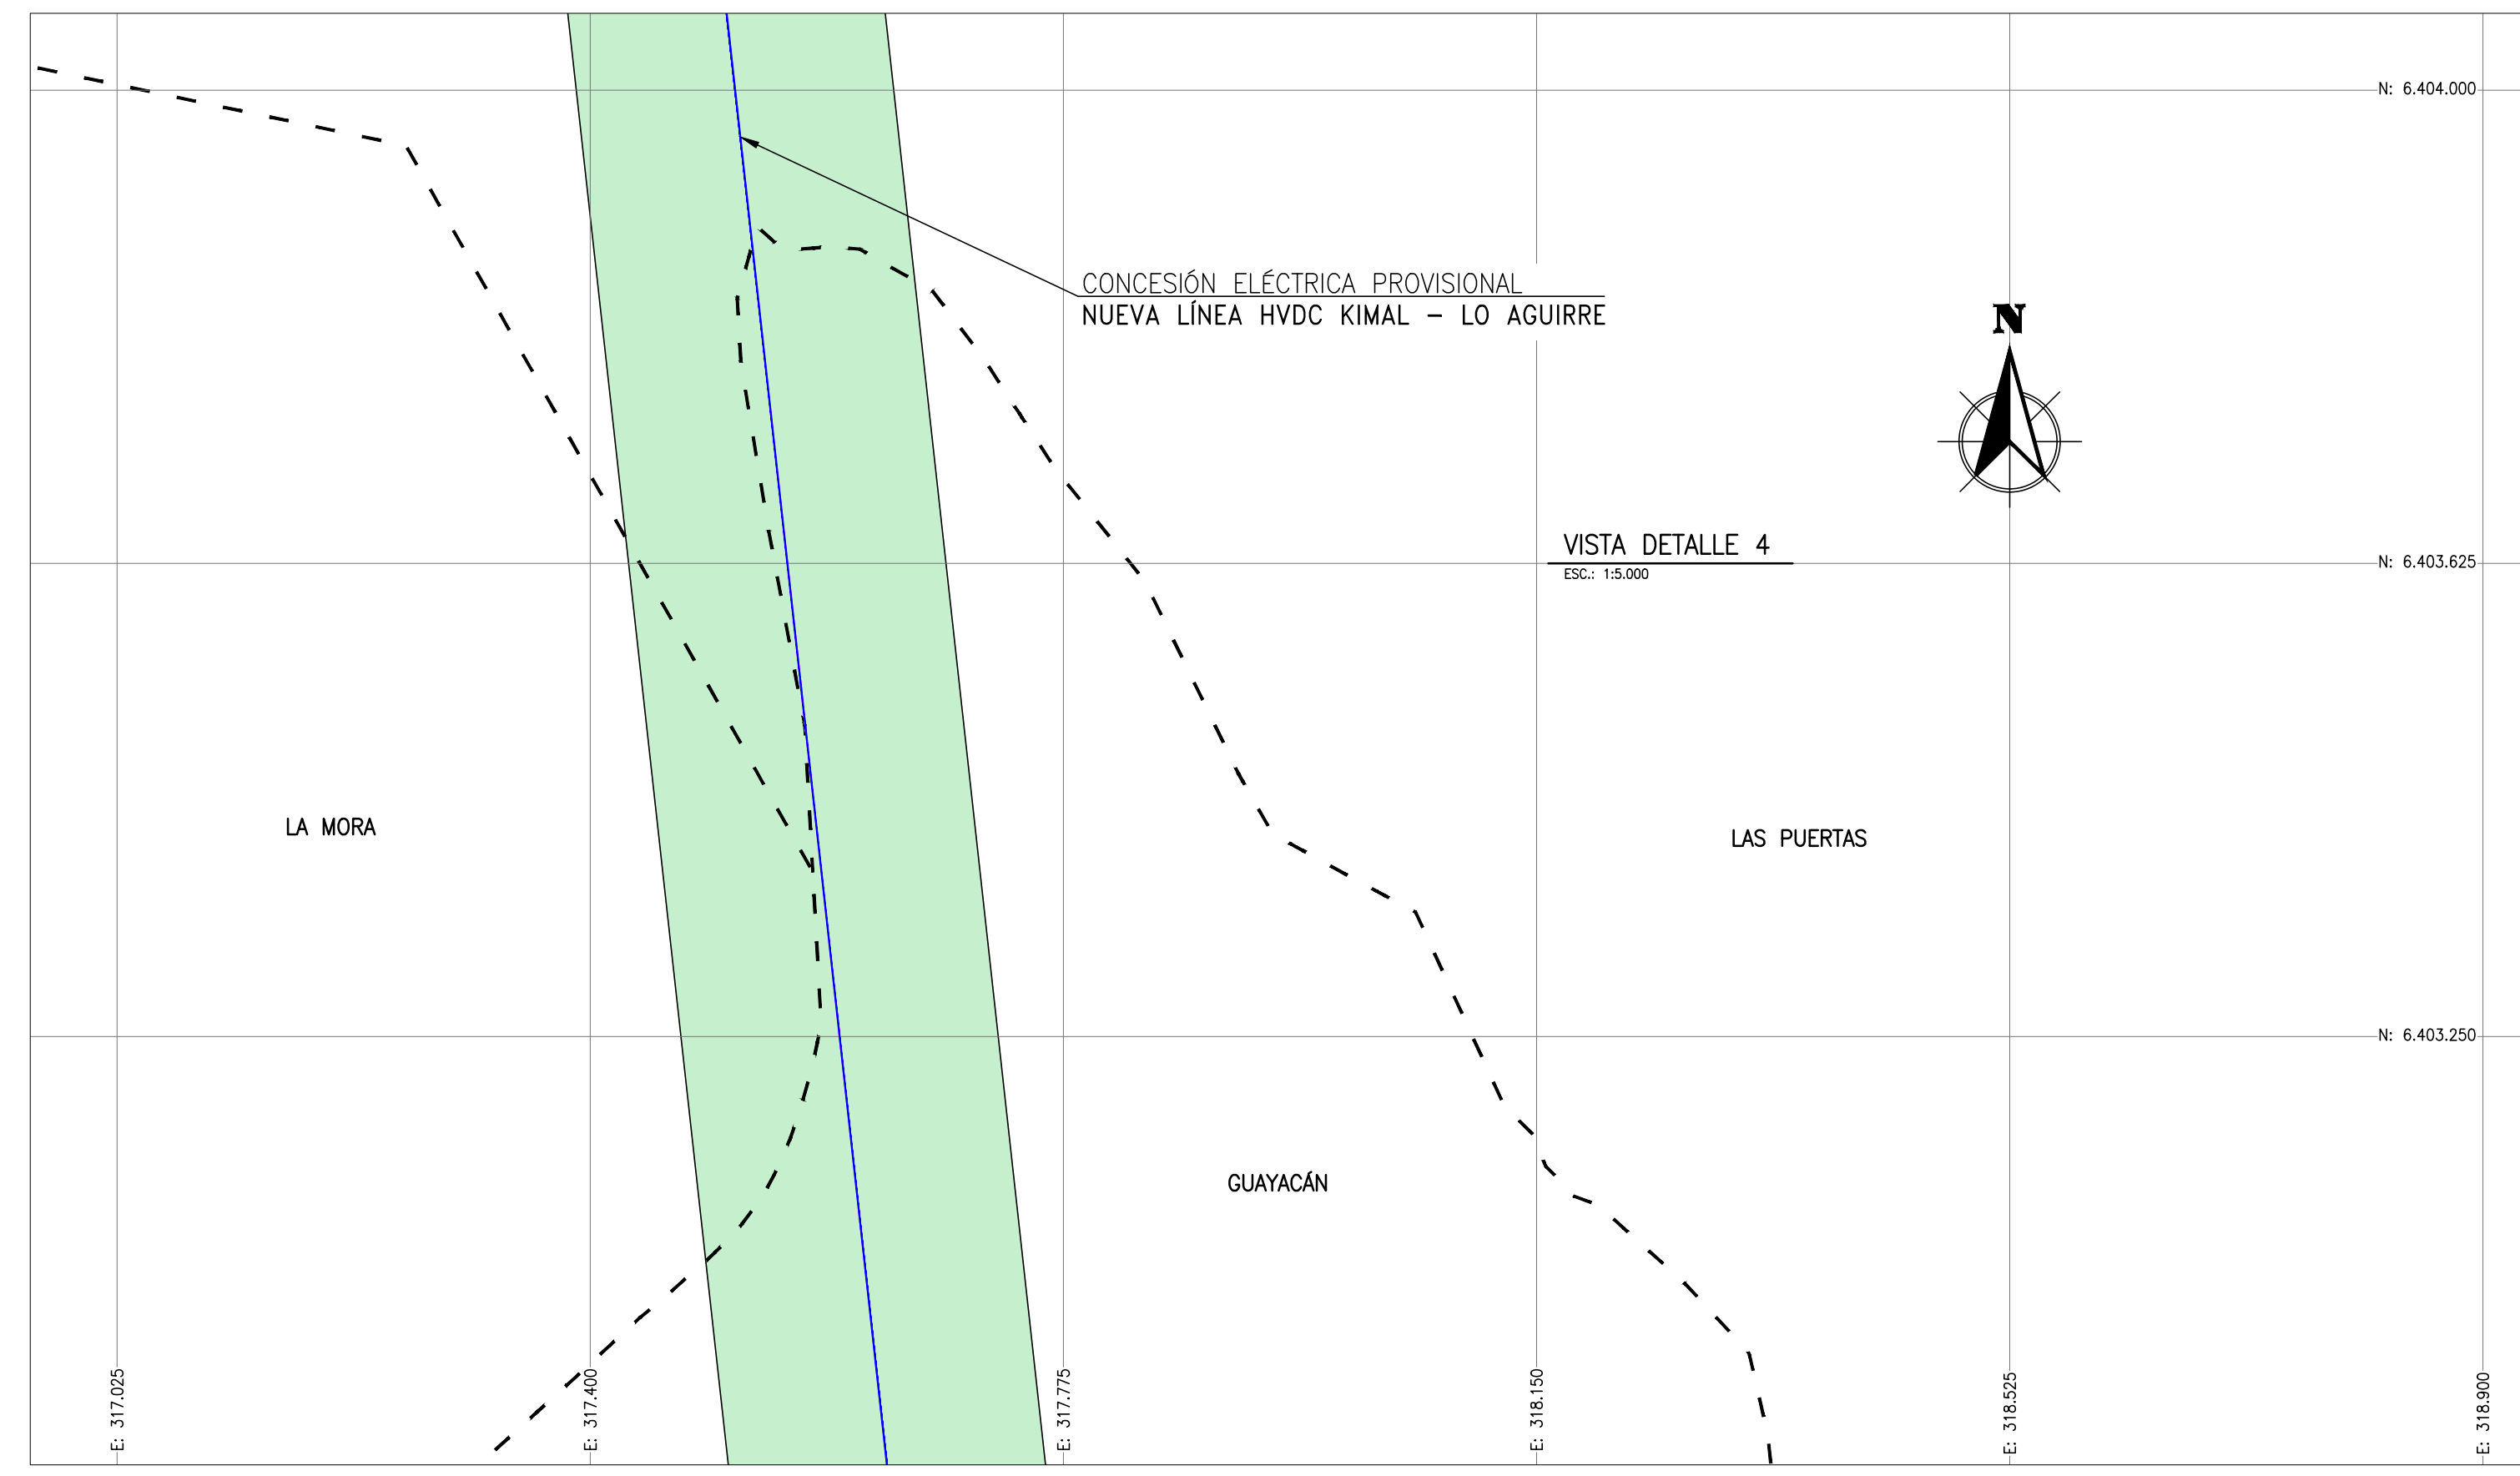 N: 6.404.000
CONCESIÓN ELÉCTRICA PROVISIONAL
NUEVA LÍNEA HVDC KIMAL – LO AGUIRRE
N
VISTA DETALLE 4
ESC.: 1:5.000
N: 6.403.625
LA MORA
LAS PUERTAS
N: 6.403.250
GUAYACÁN
E: 317.025
E: 317.400
E: 317.775
E: 318.150
E: 318.525
E: 318.900